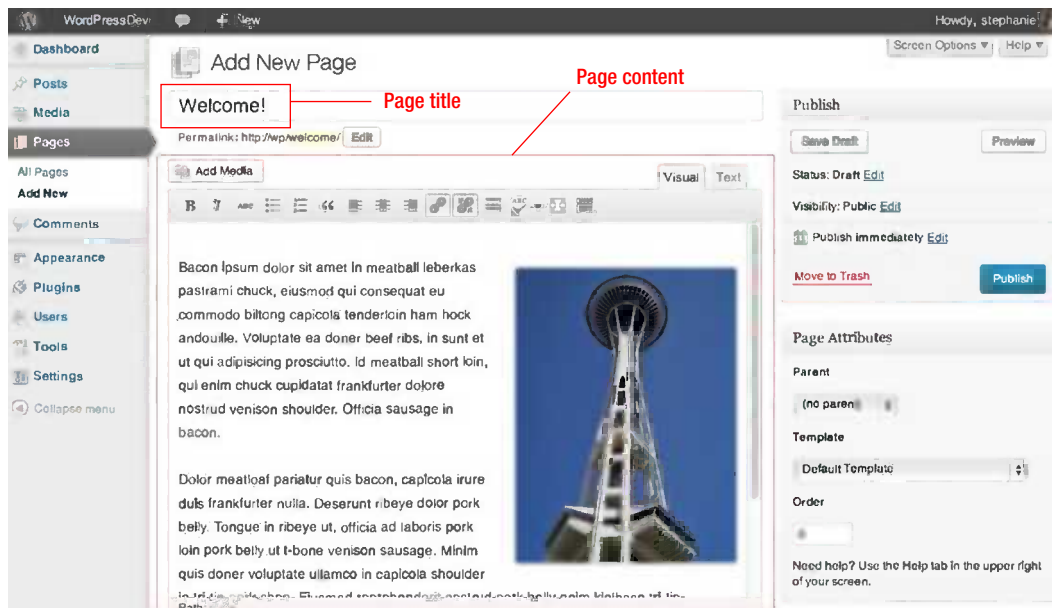 WordPressDev
New
Howdy, stephanie
Screen Options
Help
Dashboard
Posts
Media
Pages
All Pages
Add New
Comments
Appearance
Plugins
Users
Tools
Settings
Collapse menu
Add New Page
Page content
Welcome!
Page title
Permalink: http://wp/welcome/ Edit
Add Media
Visual Text
Bacon ipsum dolor sit amet in meatball leberkas
pastrami chuck, eiusmod qui consequat eu
commodo biltong capicola tenderloin ham hock
andouille. Voluptate ea doner beef ribs, in sunt et
ut qui adipisicing prosciutto. Id meatball short loin,
qui enim chuck cupidatat frankfurter dolore
nostrud venison shoulder. Officia sausage in
bacon.
Dolor meatloaf pariatur quis bacon, capicola irure
duis frankfurter nulla. Deserunt ribeye dolor pork
belly. Tongue in ribeye ut, officia ad laboris pork
loin pork belly ut t-bone venison sausage. Minim
quis doner voluptate ullamco in capicola shoulder
Publish
Save Draft Preview
Status: Draft Edit
Visibility: Public Edit
Publish immediately Edit
Move to Trash
Publish
Page Attributes
Parent
(no paren
Template
Default Template
Order
Need help? Use the Help tab in the upper right
of your screen.